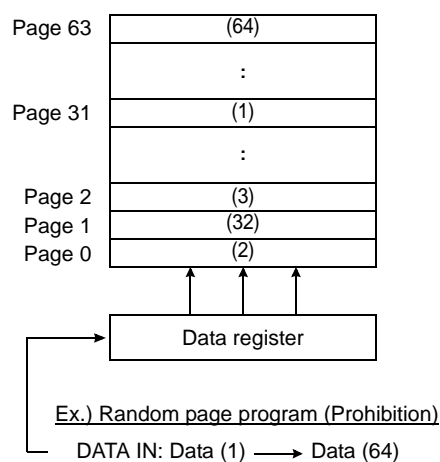 Page 63 (64)
:
Page 31 (1)
:
Page 2 (3)
Page 1 (32)
Page 0 (2)
Data register
Ex.) Random page program (Prohibition)
DATA IN: Data (1) Data (64)